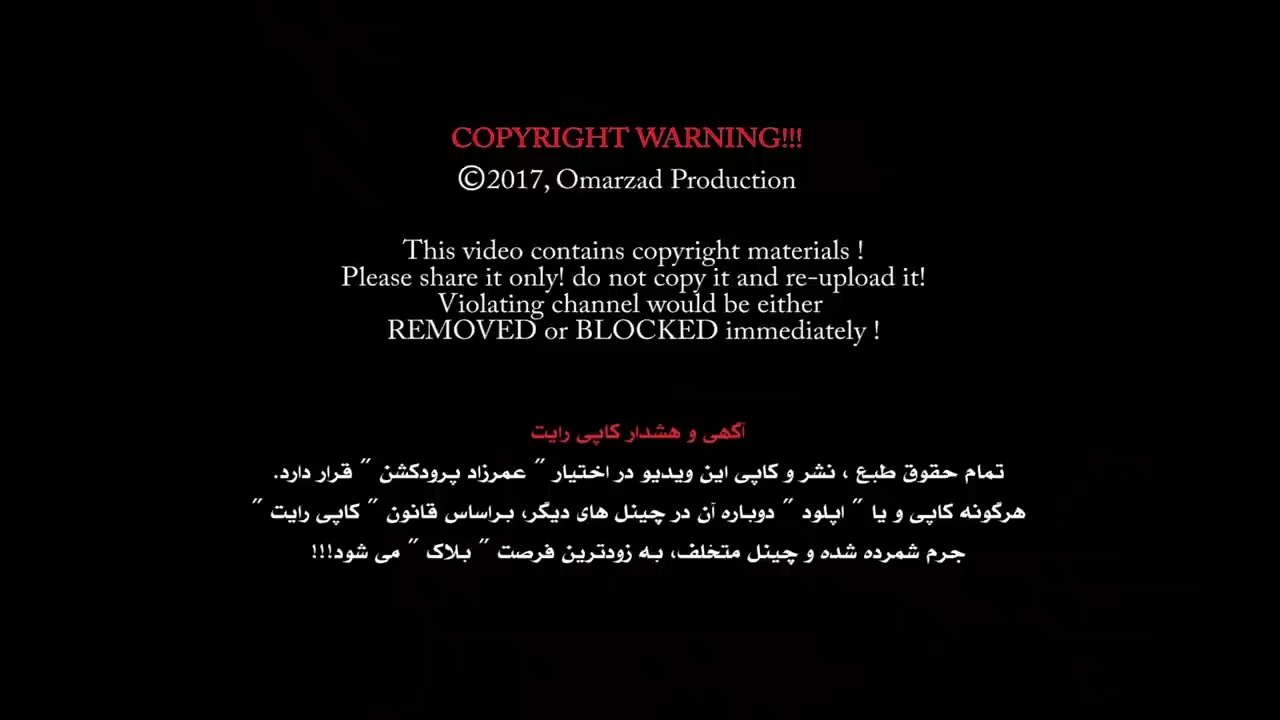 COPYRIGHT WARNING!!!
©2017, Omarzad Production
This video contains copyright materials !
Please share it only! do not copy it and re-upload it!
Violating channel would be either
REMOVED or BLOCKED immediately !
آگهی و هشدار کاپی رایت
تمام حقوق طبع ، نشر و کاپی این ویدیو در اختیار " عمرزاد پرودکشن " قرار دارد.
هرگونه کاپی و یا " اپلود " دوباره آن در چینل های دیگر، براساس قانون " کاپی رایت "
جرم شمرده شده و چینل متخلف، به زودترین فرصت " بلاک " می شود!!!